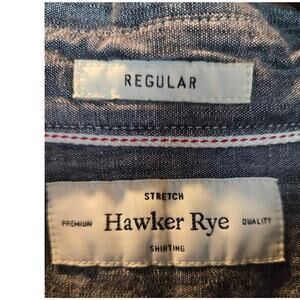 REGULAR
STRETCH
PREMIUM Hawker Rye QUALITY
SHIRTING